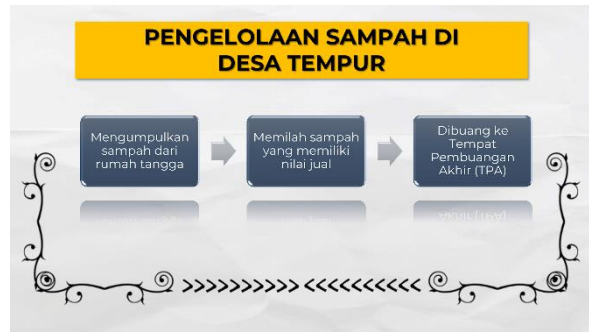 PENGELOLAAN SAMPAH DI
DESA TEMPUR
Mengumpulkan
sampah dari
rumah tangga
Memilah sampah
yang memiliki
nilai jual
Dibuang ke
Tempat
Pembuangan
Akhir (TPA)
>>>>>>>>>> <<<<<<<<<<